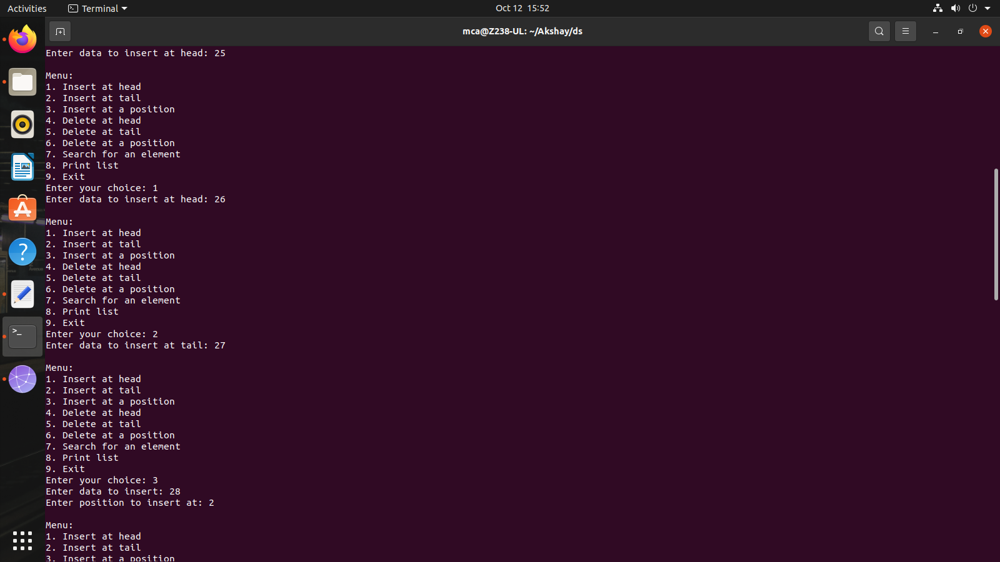 Activities
Terminal
Oct 12 15:52
mca@Z238-UL: ~/Akshay/ds
Enter data to insert at head: 25
Menu:
1. Insert at head
2. Insert at tail
3. Insert at a position
4. Delete at head
5. Delete at tail
6. Delete at a position
7. Search for an element
8. Print list
9. Exit
Enter your choice: 1
Enter data to insert at head: 26
Menu:
1. Insert at head
2. Insert at tail
3. Insert at a position
4. Delete at head
5. Delete at tail
6. Delete at a position
7. Search for an element
8. Print list
9. Exit
Enter your choice: 2
Enter data to insert at tail: 27
Menu:
1. Insert at head
2. Insert at tail
3. Insert at a position
4. Delete at head
5. Delete at tail
6. Delete at a position
7. Search for an element
8. Print list
9. Exit
Enter your choice: 3
Enter data to insert: 28
Enter position to insert at: 2
Menu:
1. Insert at head
2. Insert at tail
3. Insert at a position